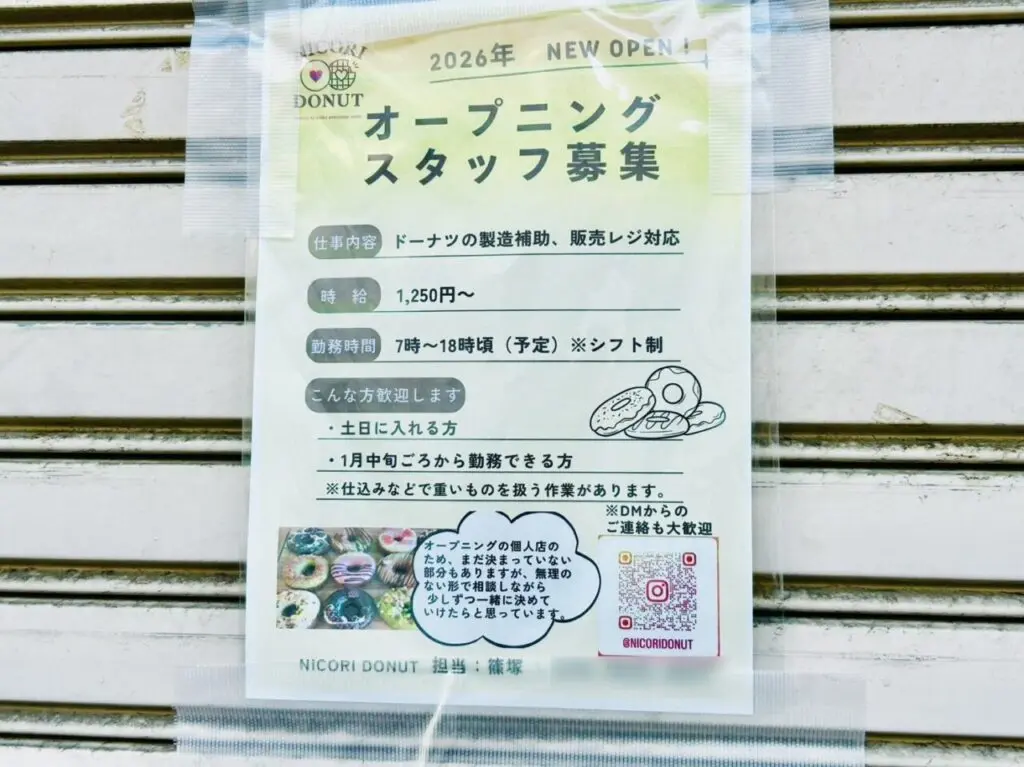 NiCORI
DONUT
2026年 NEW OPEN!
オープニング
スタッフ募集
仕事内容 ドーナツの製造補助、販売レジ対応
時 給 1,250円〜
勤務時間 7時〜18時頃（予定）※シフト制
こんな方歓迎します
・土日に入れる方
・1月中旬ごろから勤務できる方
※仕込みなどで重いものを扱う作業があります。
※DMからの
ご連絡も大歓迎
オープニングの個人店の
ため、まだ決まっていない
部分もありますが、無理の
ない形で相談しながら
少しずつ一緒に決めて
いけたらと思っています。
@NICORIDONUT
NiCORI DONUT 担当：篠塚